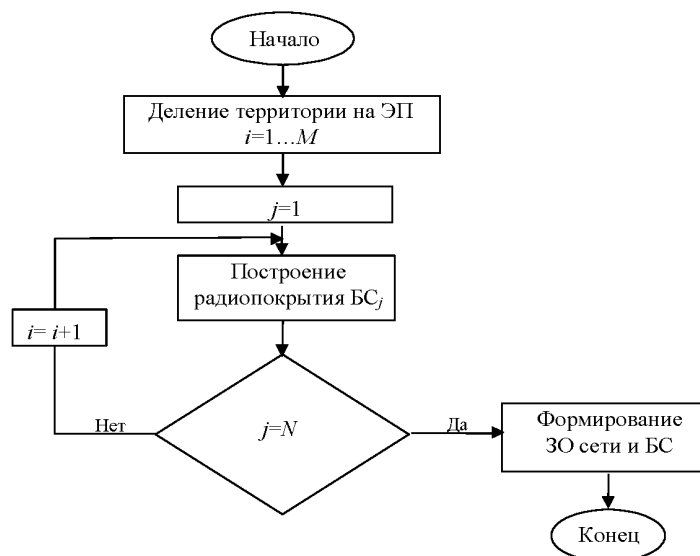 Начало
Деление территории на ЭП
i=1…M
j=1
Построение
радиопокрытия БСj
i= i+1
Нет
j=N
Да
Формирование
ЗО сети и БС
Конец